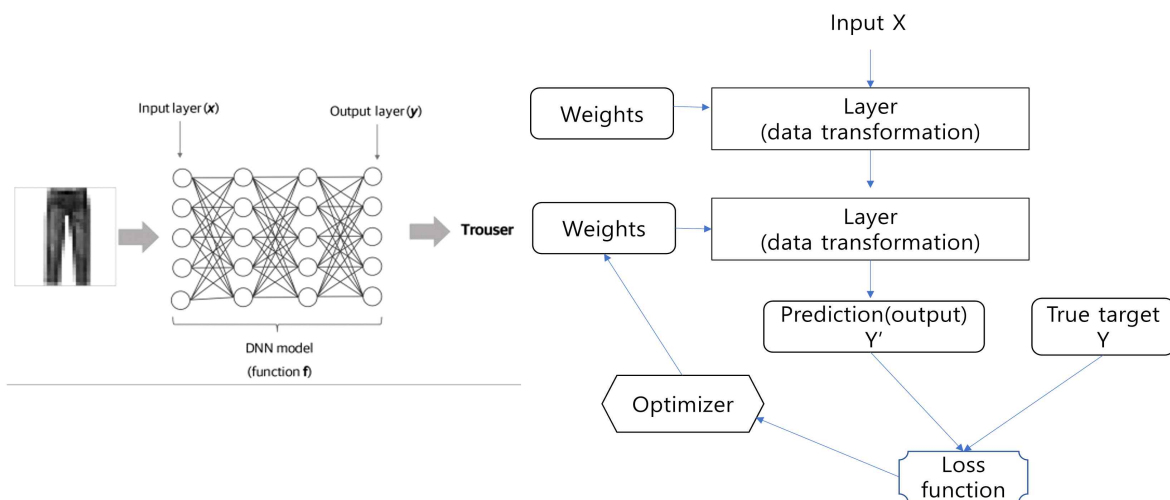 Input layer(x)
Output layer(y)
Trouser
DNN model
(function f)
Input X
Weights
Layer
(data transformation)
Weights
Layer
(data transformation)
Prediction(output)
Y’
True target
Y
Optimizer
Loss
function